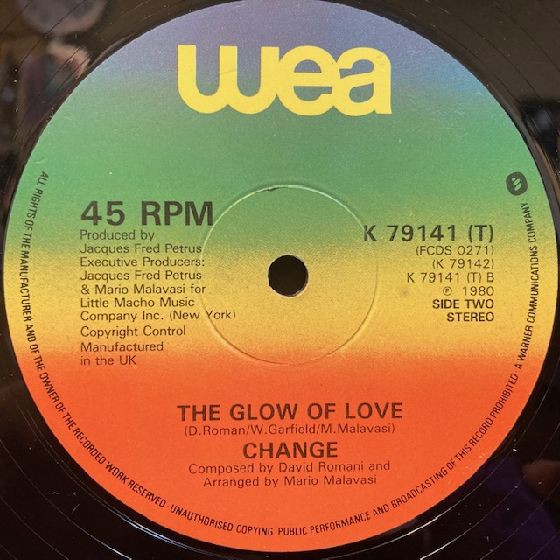 wea
45 RPM
Produced by
Jacques Fred Petrus
Executive Producers:
Jacques Fred Petrus
& Mario Malavasi for
Little Macho Music
Company Inc. (New York)
Copyright Control
Manufactured
in the UK
K 79141 (T)
(FCDS 0271)
(K 79142)
K 79141 (T) B
℗ 1980
SIDE TWO
STEREO
THE GLOW OF LOVE
(D.Roman/W.Garfield/M.Malavasi)
CHANGE
Composed by David Romani and
Arranged by Mario Malavasi
ALL RIGHTS OF THE MANUFACTURER AND OF THE OWNER OF THE RECORDED WORK RESERVED · UNAUTHORISED COPYING PUBLIC PERFORMANCE AND BROADCASTING OF THIS RECORD PROHIBITED · A WARNER COMMUNICATIONS COMPANY